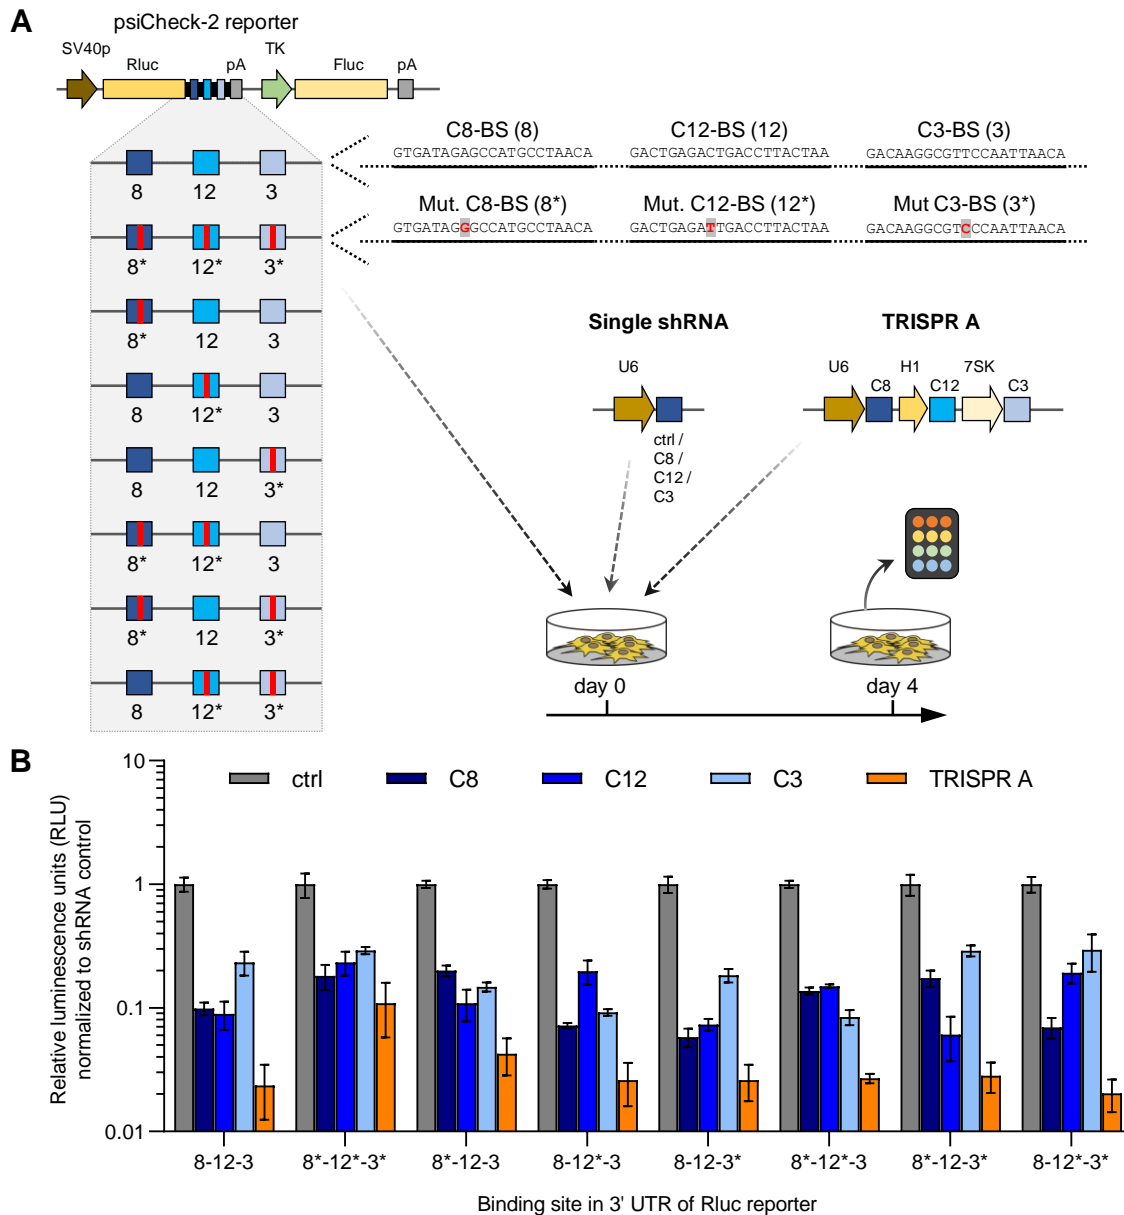 A
psiCheck-2 reporter
SV40p
Rluc
pA
TK
Fluc
pA
C8-BS (8)
C12-BS (12)
C3-BS (3)
GTGATAGAGCCATGCCTAACA
GACTGAGACTGACCTTACTAA
GACAAGGCGTTCCAATTAACA
8 12 3
Mut. C8-BS (8*)
Mut. C12-BS (12*)
Mut C3-BS (3*)
GTGATAGGGCCATGCCTAACA
GACTGAGATTGACCTTACTAA
GACAAGGCGTCCCAATTAACA
8* 12* 3*
8* 12 3
8 12* 3
8 12 3*
8* 12* 3
8* 12 3*
8 12* 3*
Single shRNA
U6
ctrl /
C8 /
C12 /
C3
TRISPR A
U6
C8
H1
C12
7SK
C3
day 0
day 4
B
Relative luminescence units (RLU)
normalized to shRNA control
10
1
0.1
0.01
ctrl
C8
C12
C3
TRISPR A
8-12-3
8*-12*-3*
8*-12-3
8-12*-3
8-12-3*
8*-12*-3
8*-12-3*
8-12*-3*
Binding site in 3' UTR of Rluc reporter